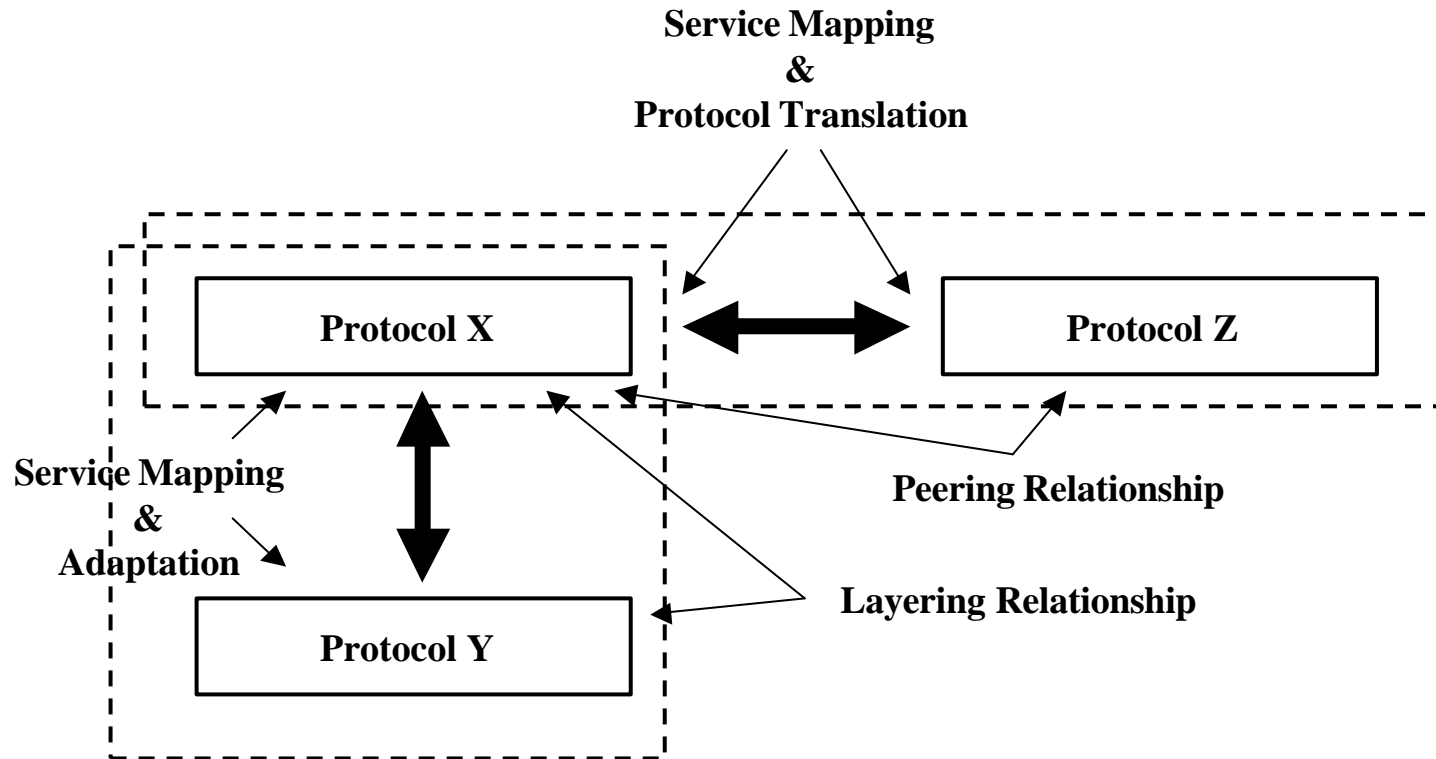 Service Mapping
&
Protocol Translation
Protocol X
Protocol Z
Service Mapping
&
Adaptation
Peering Relationship
Layering Relationship
Protocol Y